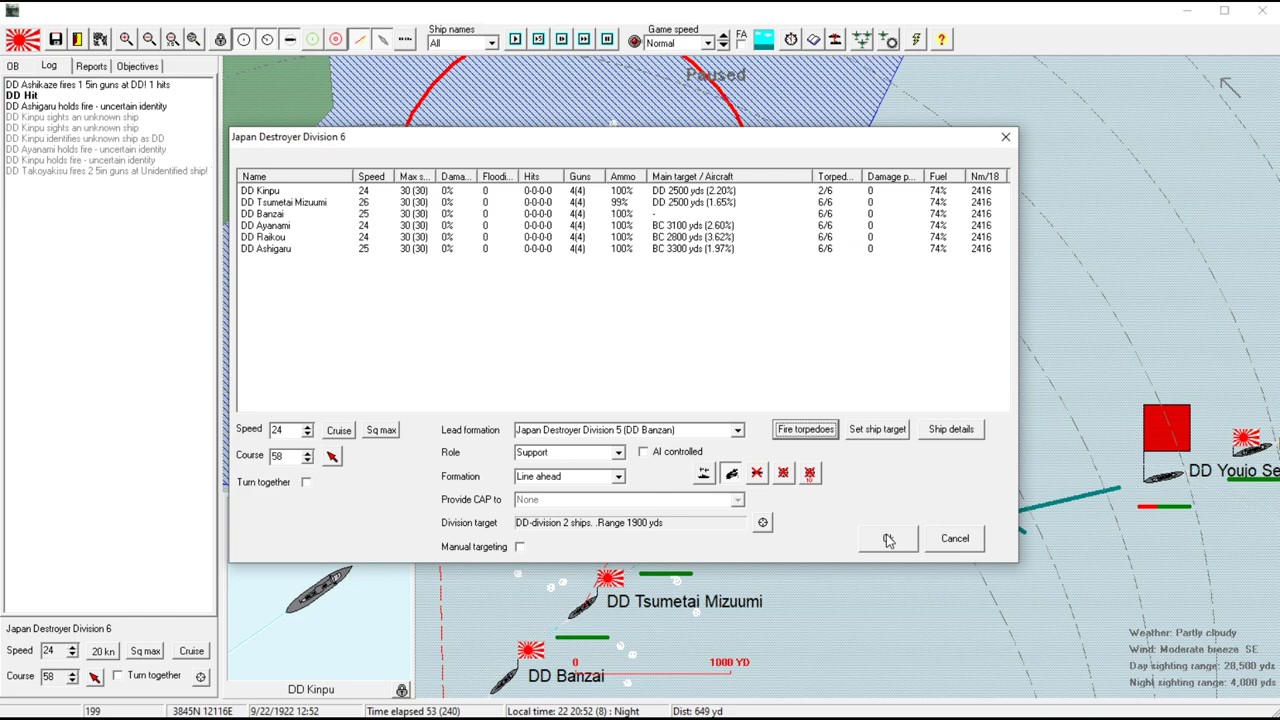 Ship names
Game speed
All
Normal
FA
OB
Log
Reports
Objectives
DD Ashikaze fires 1 5in guns at DD! 1 hits
DD Hit
DD Ashigaru holds fire - uncertain identity
DD Kinpu sights an unknown ship
DD Kinpu sights an unknown ship
DD Kinpu identifies unknown ship as DD
DD Ayanami holds fire - uncertain identity
DD Kinpu holds fire - uncertain identity
DD Takoyakisu fires 2 5in guns at Unidentified ship!
Paused
Japan Destroyer Division 6
Name Speed Max s... Dama... Floodi... Hits Guns Ammo Main target / Aircraft Torped... Damage p... Fuel Nm/18
DD Kinpu 24 30 (30) 0% 0 0-0-0-0 4(4) 100% DD 2500 yds (2.20%) 2/6 0 74% 2416
DD Tsumetai Mizuumi 26 30 (30) 0% 0 0-0-0-0 4(4) 99% DD 2500 yds (1.65%) 6/6 0 74% 2416
DD Banzai 25 30 (30) 0% 0 0-0-0-0 4(4) 100% - 6/6 0 74% 2416
DD Ayanami 24 30 (30) 0% 0 0-0-0-0 4(4) 100% BC 3100 yds (2.60%) 6/6 0 74% 2416
DD Raikou 24 30 (30) 0% 0 0-0-0-0 4(4) 100% BC 2800 yds (3.62%) 6/6 0 74% 2416
DD Ashigaru 25 30 (30) 0% 0 0-0-0-0 4(4) 100% BC 3300 yds (1.97%) 6/6 0 74% 2416
Speed 24 Cruise Sq max
Course 58
Turn together
Lead formation Japan Destroyer Division 5 (DD Banzan)
Role Support AI controlled
Formation Line ahead
Provide CAP to None
Division target DD-division 2 ships. .Range 1900 yds
Manual targeting
Fire torpedoes Set ship target Ship details
10
Cancel
DD Youjo Se
DD Tsumetai Mizuumi
DD Banzai
0 1000 YD
Weather: Partly cloudy
Wind: Moderate breeze SE
Day sighting range: 28,500 yds
Night sighting range: 4,000 yds
Japan Destroyer Division 6
Speed 24 20 kn Sq max Cruise
Course 58 Turn together
DD Kinpu
199 3845N 12116E 9/22/1922 12:52 Time elapsed 53 (240) Local time: 22 20:52 (8) : Night Dist: 649 yd